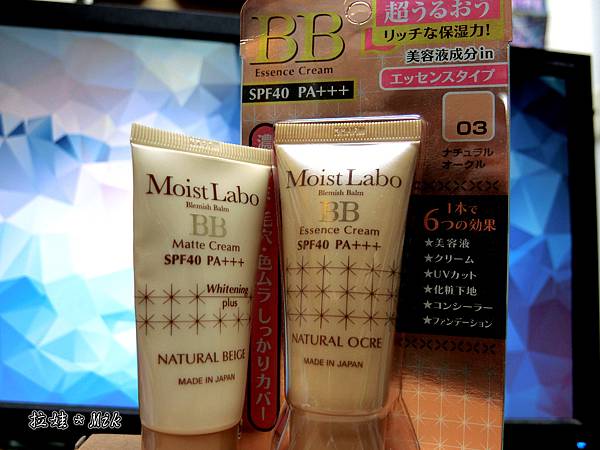 BB
Essence Cream
SPF40 PA+++
超うるおう
リッチな保湿力!
美容液成分in
エッセンスタイプ
03
ナチュラル
オークル
1本で
6つの効果
★美容液
★クリーム
★UVカット
★化粧下地
★コンシーラー
★ファンデーション
毛穴・色ムラ しっかりカバー
Moist Labo
Blemish Balm
BB
Matte Cream
SPF40 PA+++
Whitening
plus
NATURAL BEIGE
MADE IN JAPAN
Moist Labo
Blemish Balm
BB
Essence Cream
SPF40 PA+++
NATURAL OCRE
MADE IN JAPAN
拉娃＊Mik